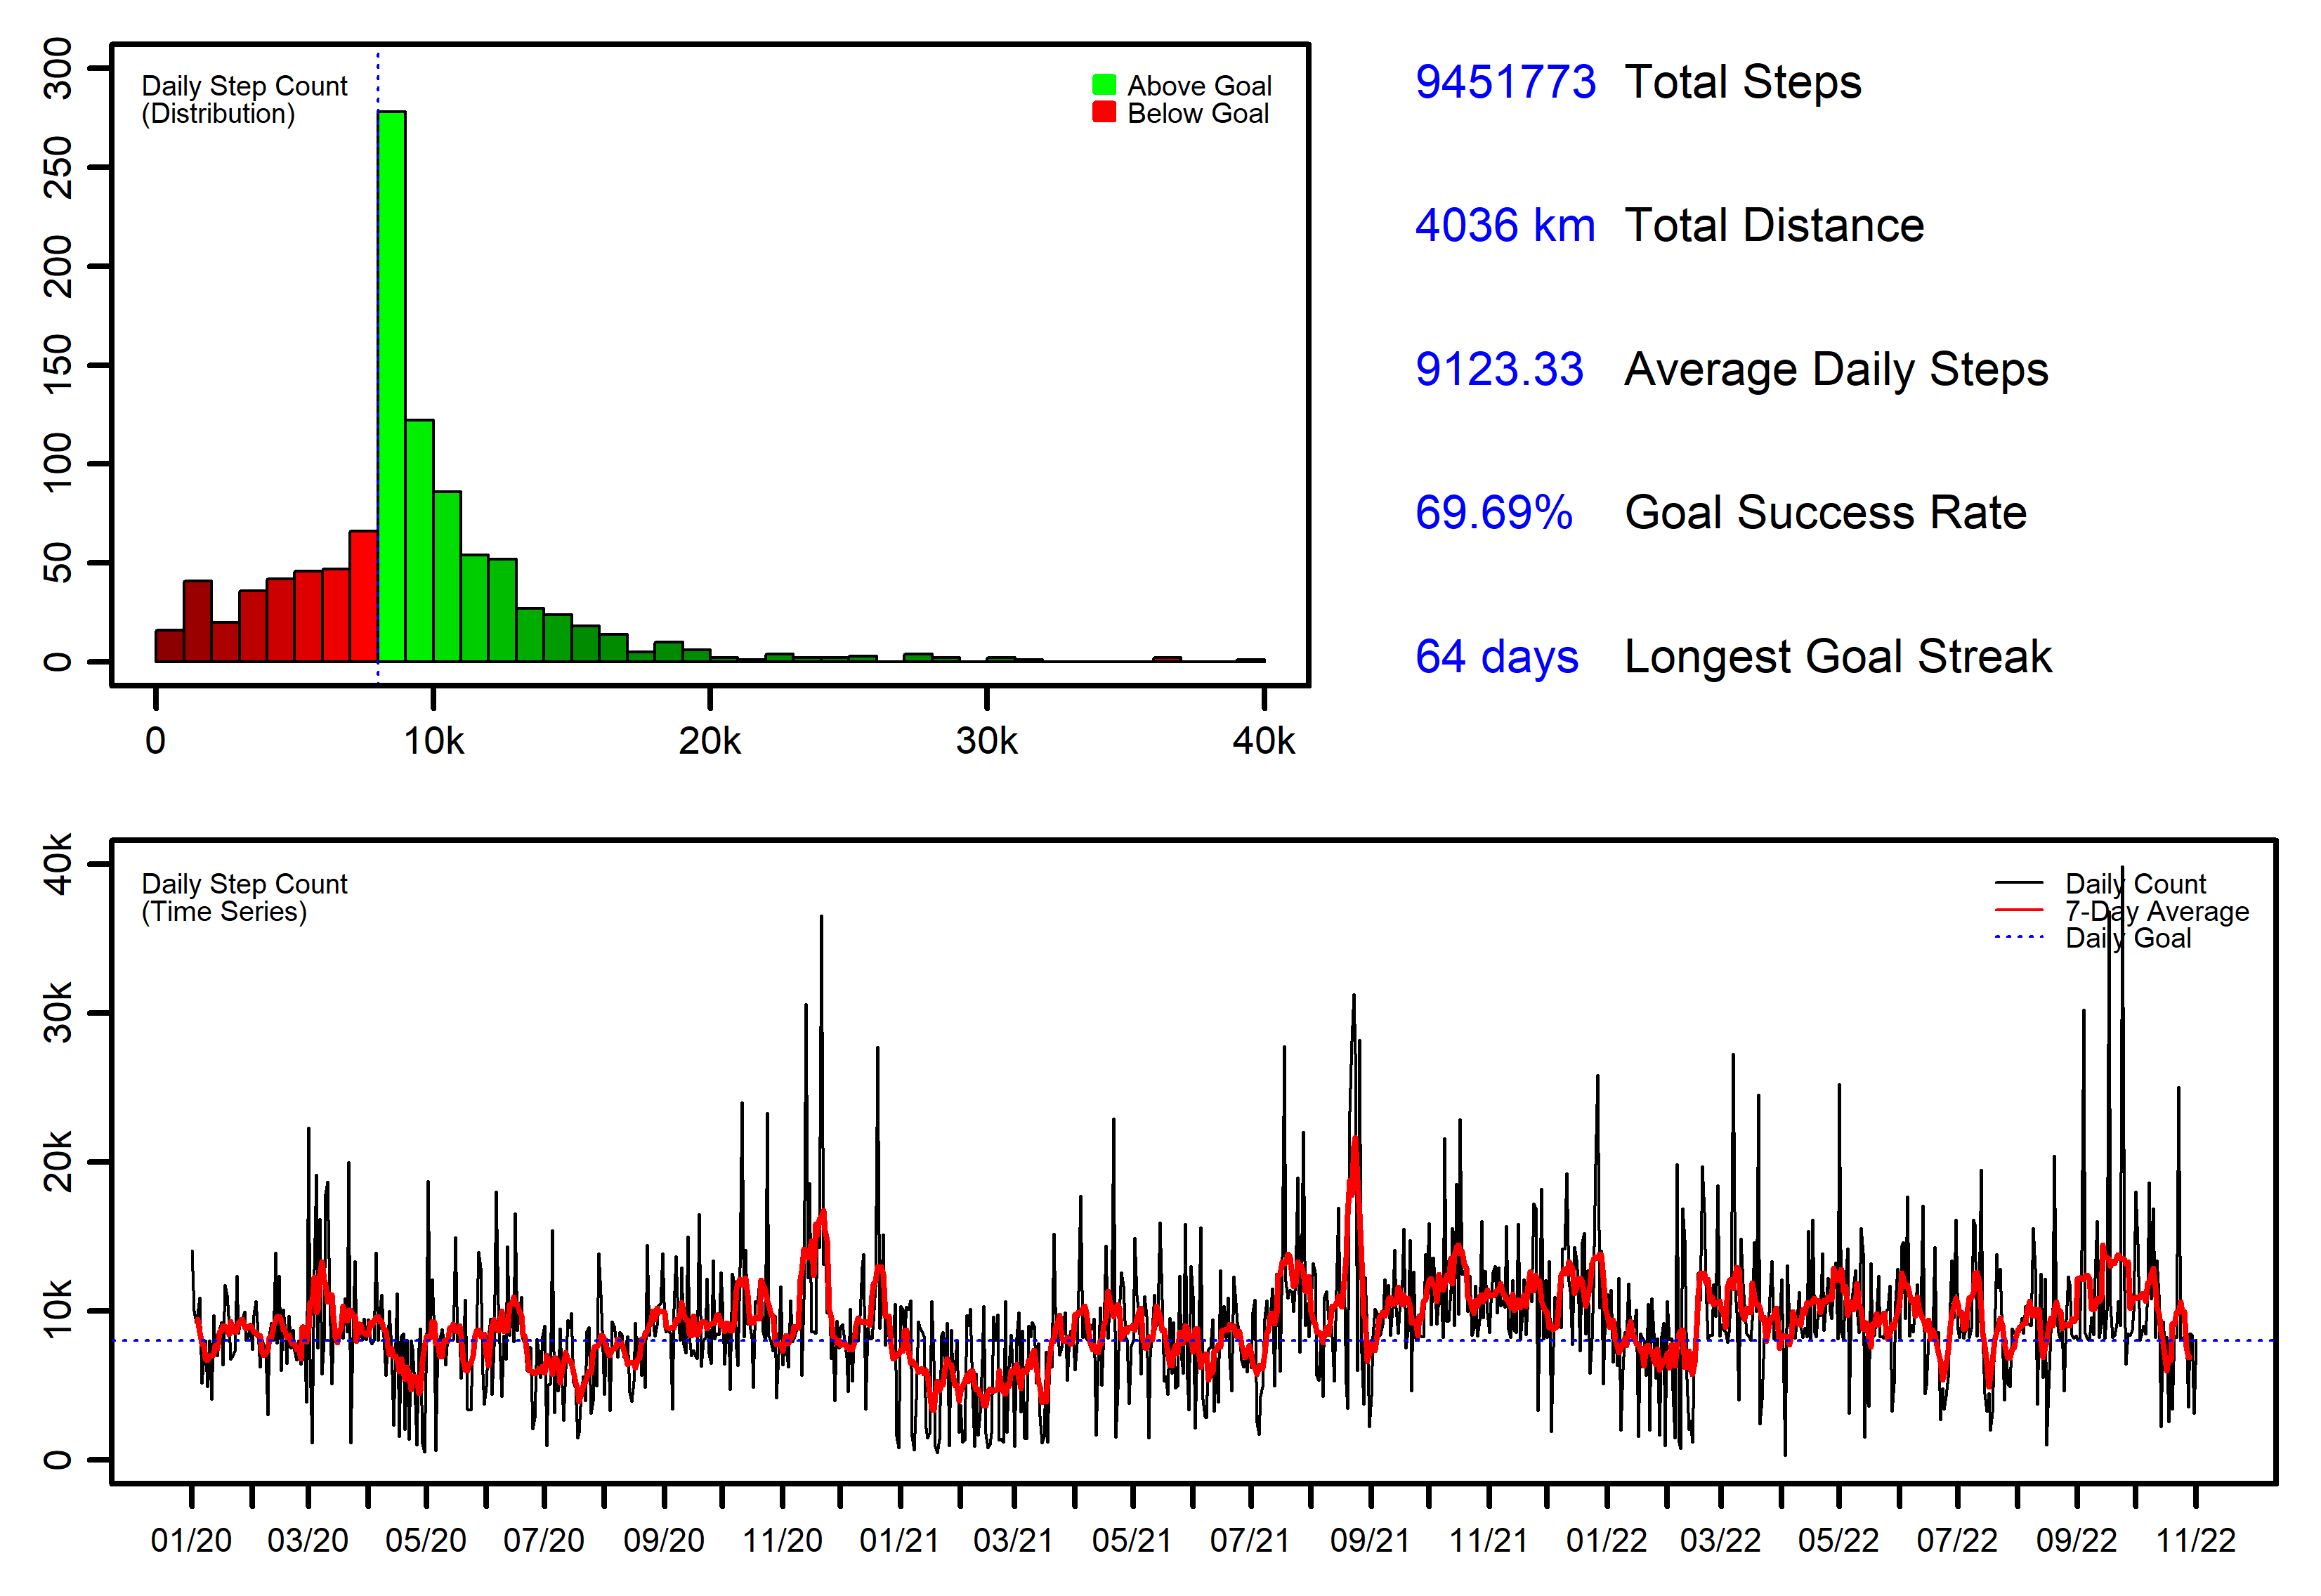 Daily Step Count
(Distribution)
Above Goal
Below Goal
300
250
200
150
100
50
0
0 10k 20k 30k 40k
9451773 Total Steps
4036 km Total Distance
9123.33 Average Daily Steps
69.69% Goal Success Rate
64 days Longest Goal Streak
Daily Step Count
(Time Series)
Daily Count
7-Day Average
Daily Goal
40k
30k
20k
10k
0
01/20 03/20 05/20 07/20 09/20 11/20 01/21 03/21 05/21 07/21 09/21 11/21 01/22 03/22 05/22 07/22 09/22 11/22